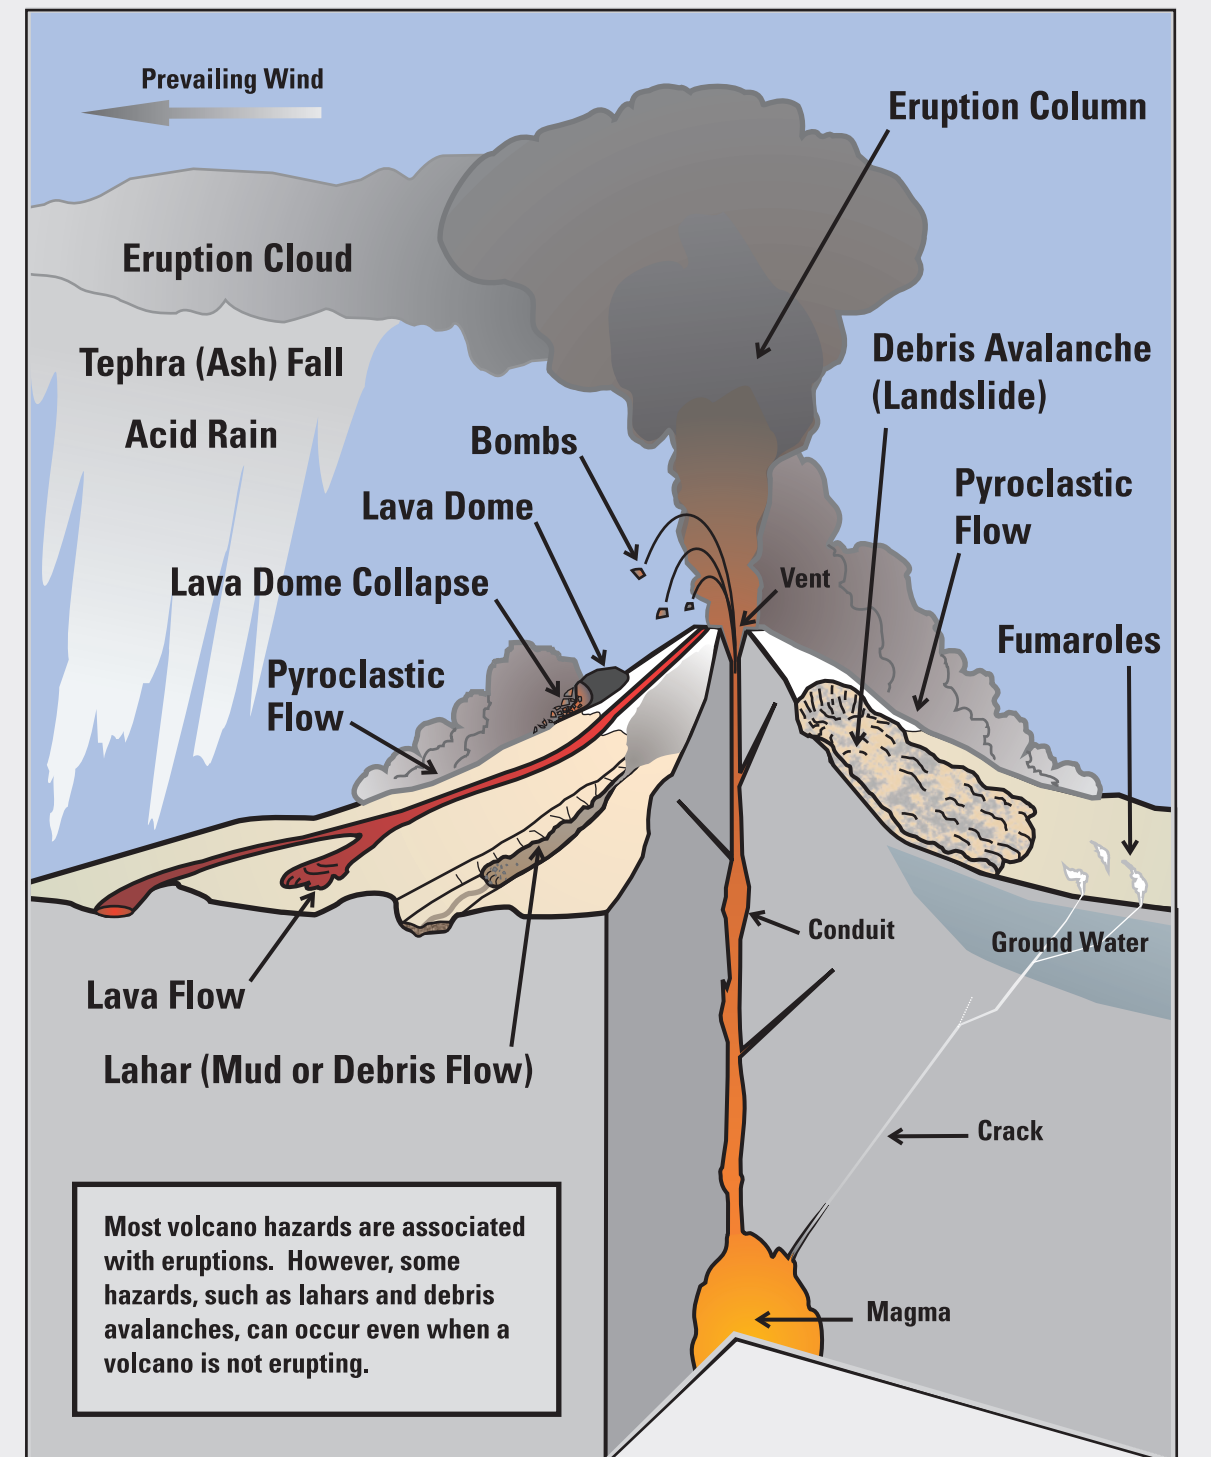 Prevailing Wind
Eruption Column
Eruption Cloud
Tephra (Ash) Fall
Acid Rain
Debris Avalanche
(Landslide)
Bombs
Lava Dome
Pyroclastic
Flow
Vent
Lava Dome Collapse
Fumaroles
Pyroclastic
Flow
Conduit
Ground Water
Lava Flow
Lahar (Mud or Debris Flow)
Crack
Most volcano hazards are associated
with eruptions.  However, some
hazards, such as lahars and debris
avalanches, can occur even when a
volcano is not erupting.
Magma